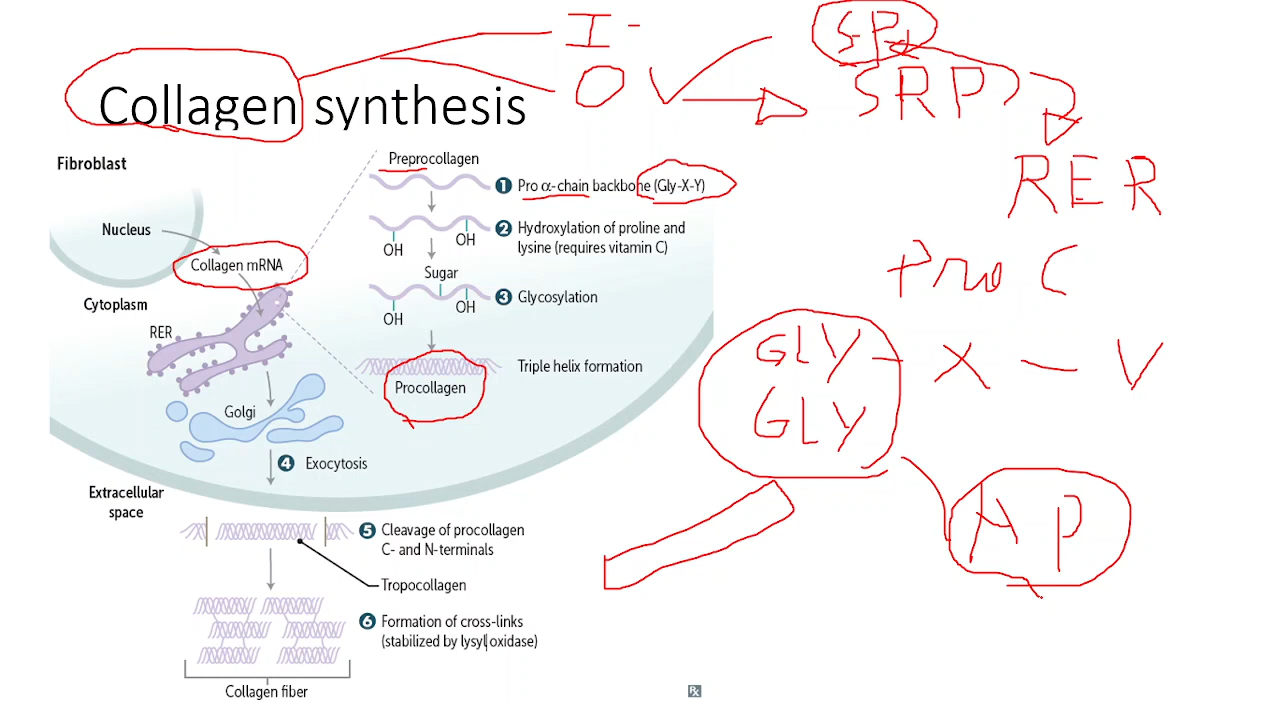 I -
O
SP
SRP
RER
Pro C
GLY - X - Y
GLY
AP
Collagen synthesis
Fibroblast
Nucleus
Collagen mRNA
Cytoplasm
RER
Golgi
Preprocollagen
1 Pro α-chain backbone (Gly-X-Y)
2 Hydroxylation of proline and
lysine (requires vitamin C)
OH OH
Sugar
3 Glycosylation
OH OH
Triple helix formation
Procollagen
4 Exocytosis
Extracellular
space
5 Cleavage of procollagen
C- and N-terminals
Tropocollagen
6 Formation of cross-links
(stabilized by lysyl oxidase)
Collagen fiber
Rx